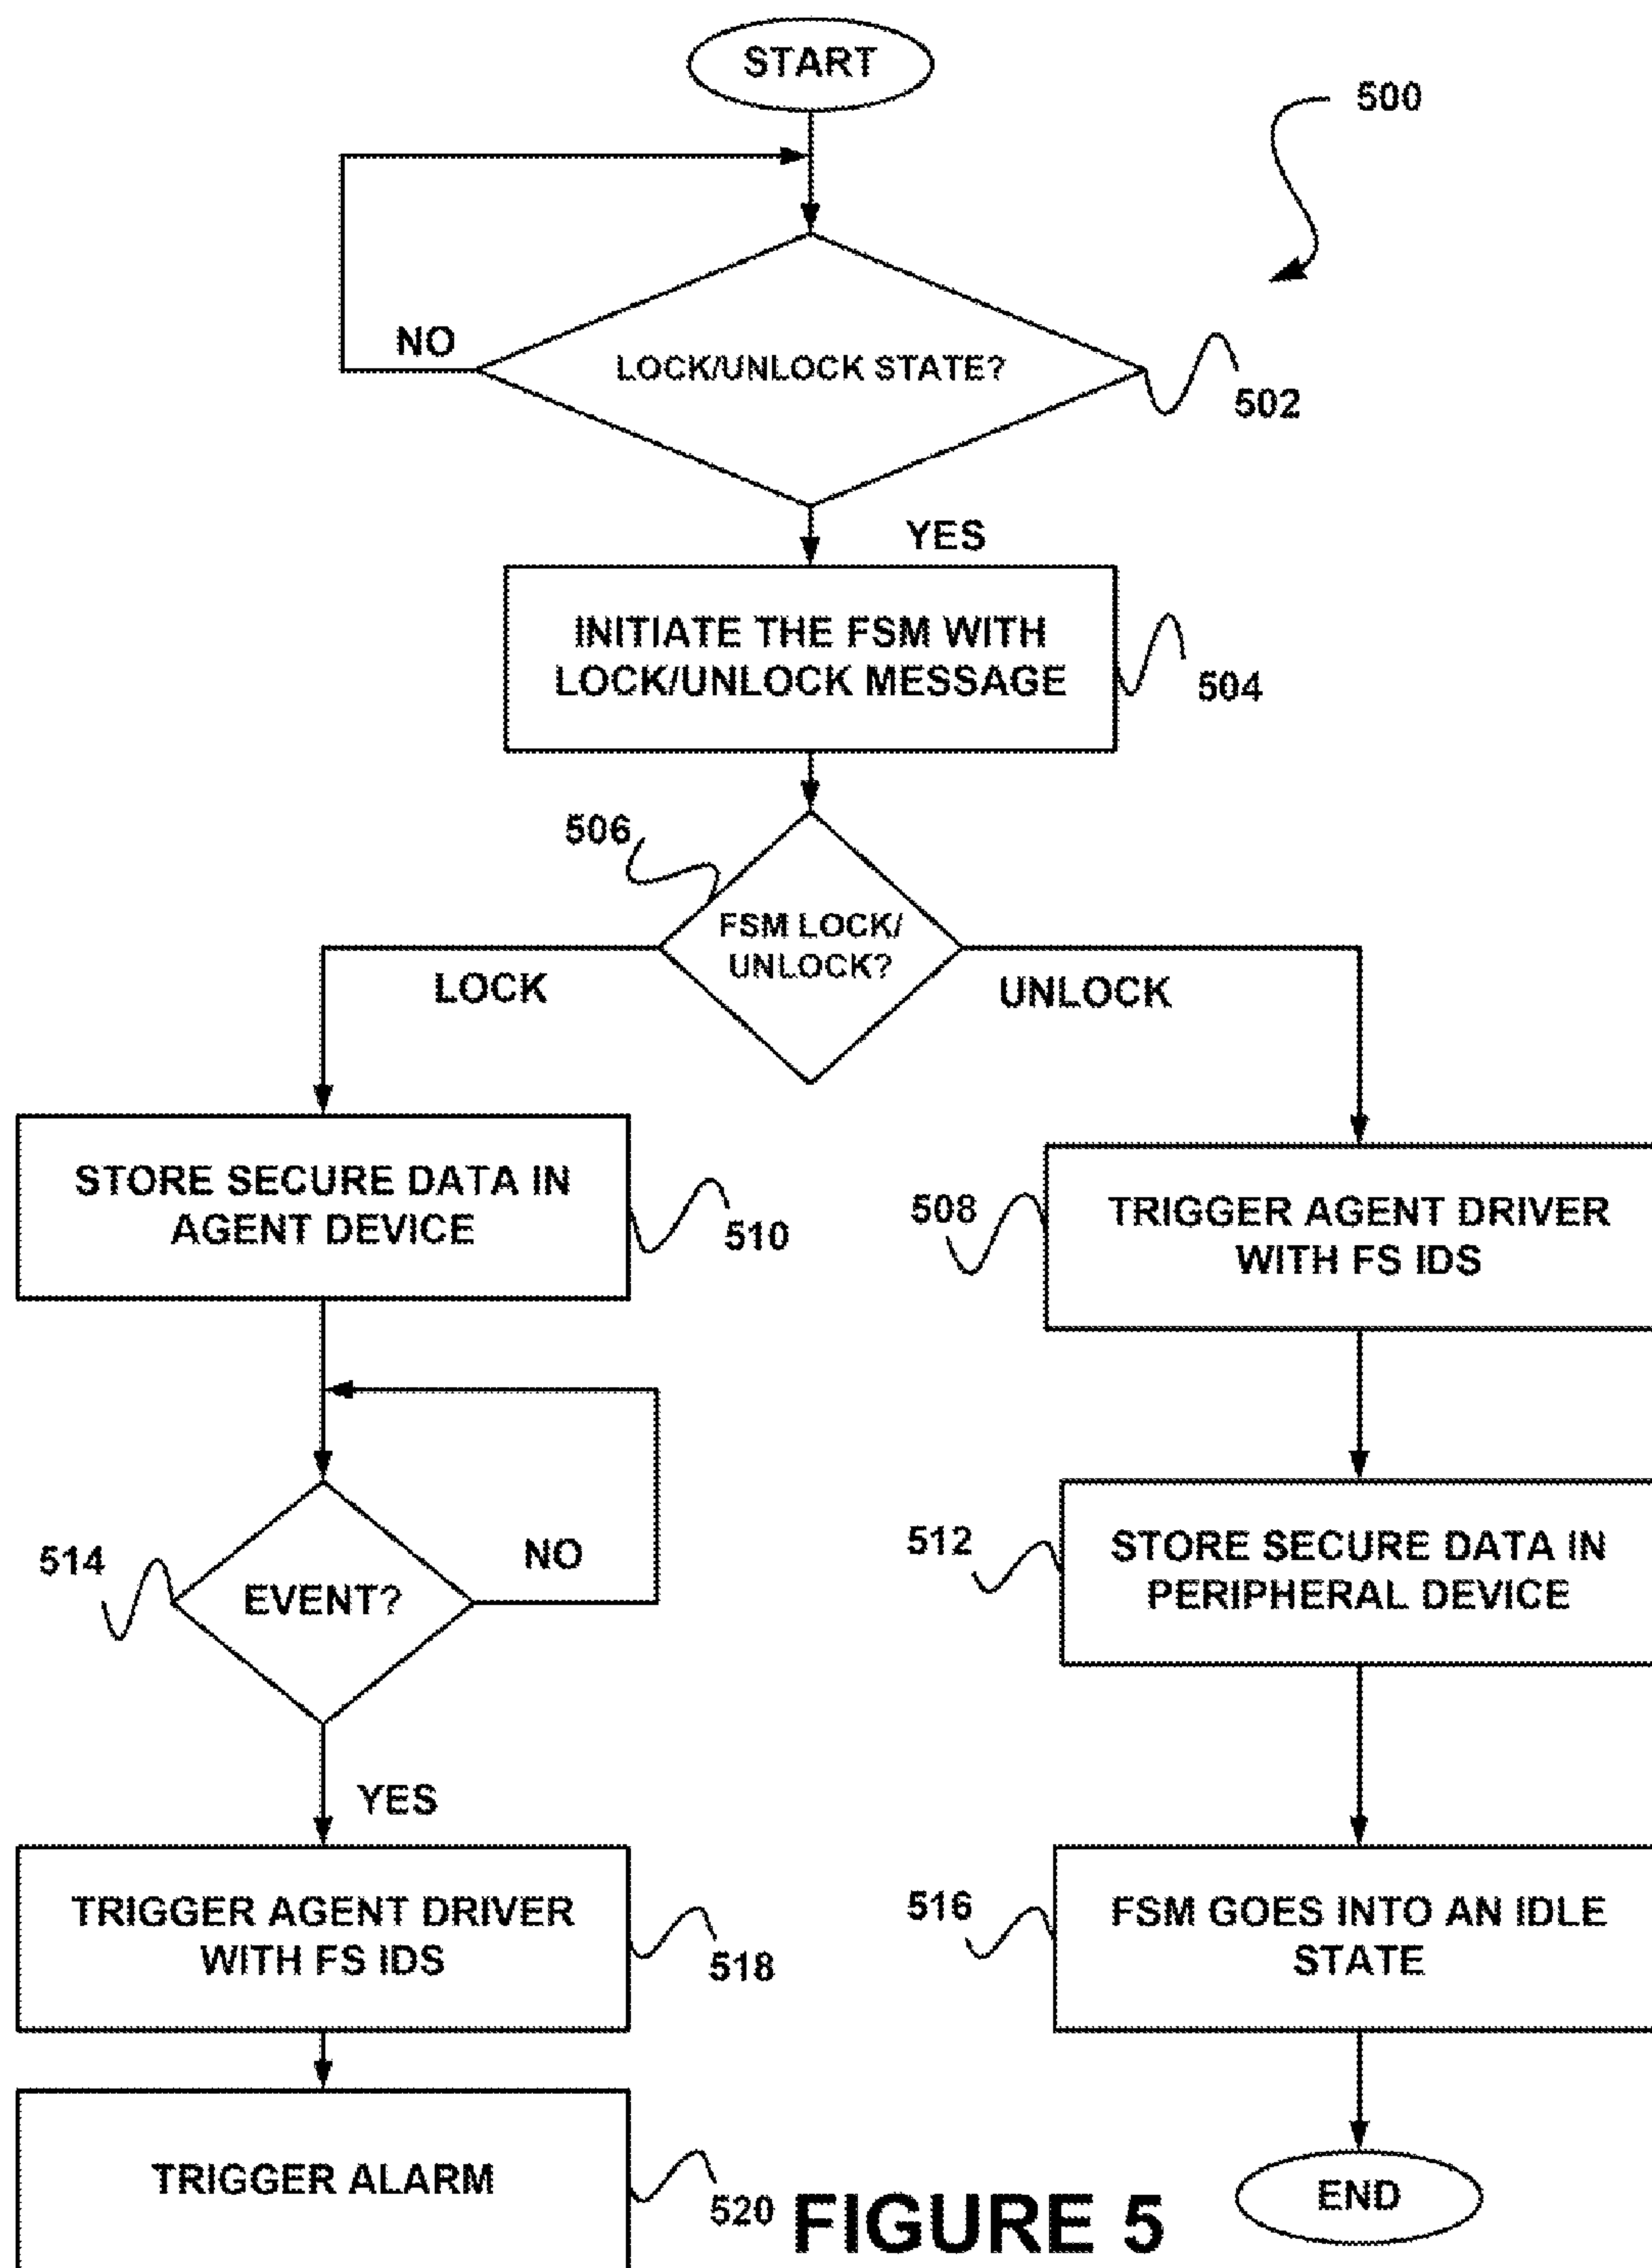 START
500
NO
LOCK/UNLOCK STATE?
502
YES
INITIATE THE FSM WITH
LOCK/UNLOCK MESSAGE
504
506
FSM LOCK/
UNLOCK?
LOCK
UNLOCK
STORE SECURE DATA IN
AGENT DEVICE
510
508
TRIGGER AGENT DRIVER
WITH FS IDS
514
EVENT?
NO
512
STORE SECURE DATA IN
PERIPHERAL DEVICE
YES
TRIGGER AGENT DRIVER
WITH FS IDS
518
516
FSM GOES INTO AN IDLE
STATE
TRIGGER ALARM
520
FIGURE 5
END